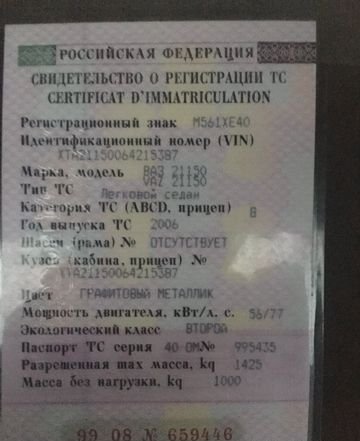 РОССИЙСКАЯ ФЕДЕРАЦИЯ
СВИДЕТЕЛЬСТВО О РЕГИСТРАЦИИ ТС
CERTIFICAT D'IMMATRICULATION
Регистрационный знак М561ХЕ40
Идентификационный номер (VIN)
XTA21150064215387
Марка, модель ВАЗ 21150
VAZ 21150
Тип ТС Легковой седан
Категория ТС (ABCD, прицеп) B
Год выпуска ТС 2006
Шасси (рама) № ОТСУТСТВУЕТ
Кузов (кабина, прицеп) №
XTA21150064215387
Цвет ГРАФИТОВЫЙ МЕТАЛЛИК
Мощность двигателя, кВт/л. с. 56/77
Экологический класс ВТОРОЙ
Паспорт ТС серия 40 ОМ № 995435
Разрешенная max масса, kg 1425
Масса без нагрузки, kg 1000
99 08 № 659446